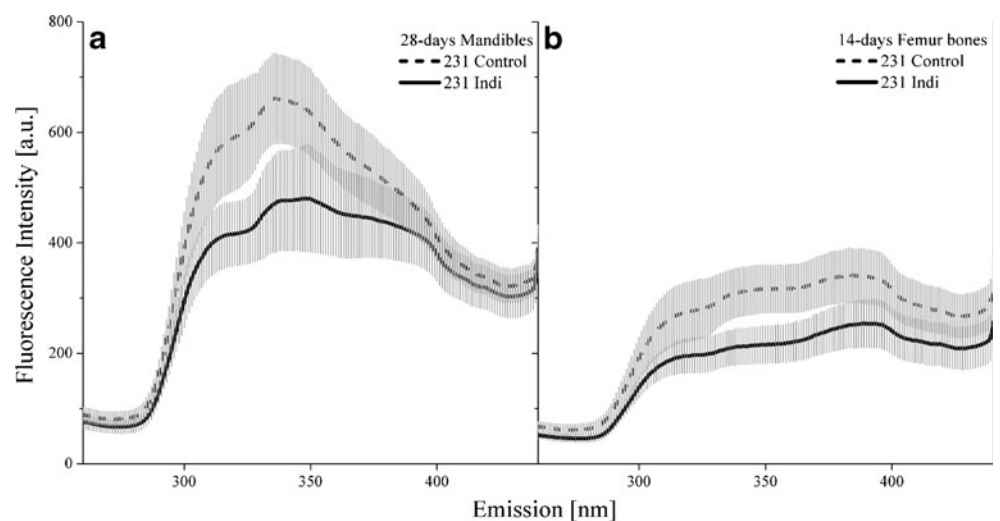 800
600
400
200
0
Fluorescence Intensity [a.u.]
a
28-days Mandibles
231 Control
231 Indi
b
14-days Femur bones
231 Control
231 Indi
300
350
400
300
350
400
Emission [nm]